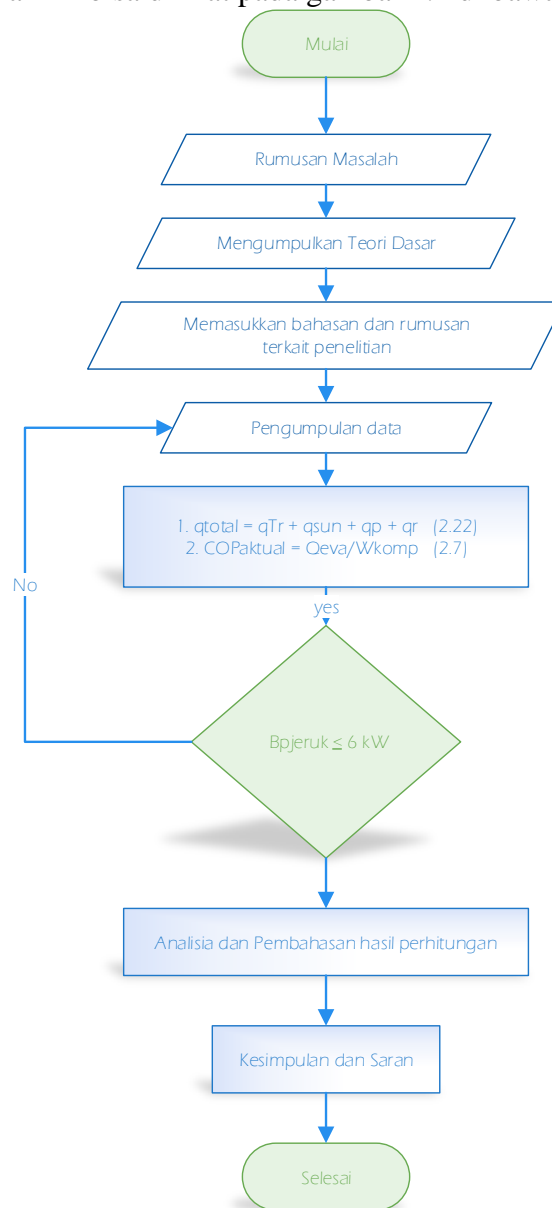 Mulai
Rumusan Masalah
Mengumpulkan Teori Dasar
Memasukkan bahasan dan rumusan
terkait penelitian
Pengumpulan data
1. qtotal = qTr + qsun + qp + qr (2.22)
2. COPaktual = Qeva/Wkomp (2.7)
No
yes
Bpjeruk ≤ 6 kW
Analisia dan Pembahasan hasil perhitungan
Kesimpulan dan Saran
Selesai